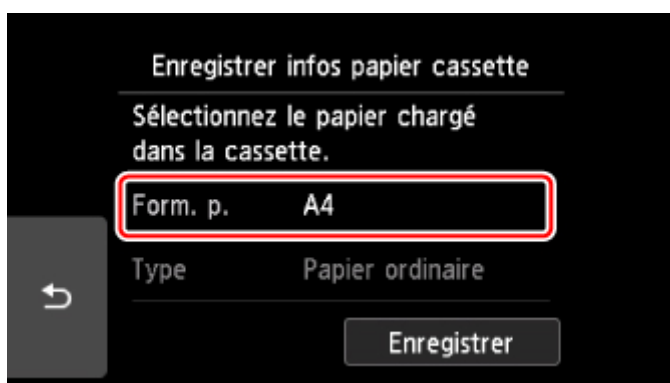 Enregistrer infos papier cassette
Sélectionnez le papier chargé
dans la cassette.
Form. p. A4
Type Papier ordinaire
Enregistrer